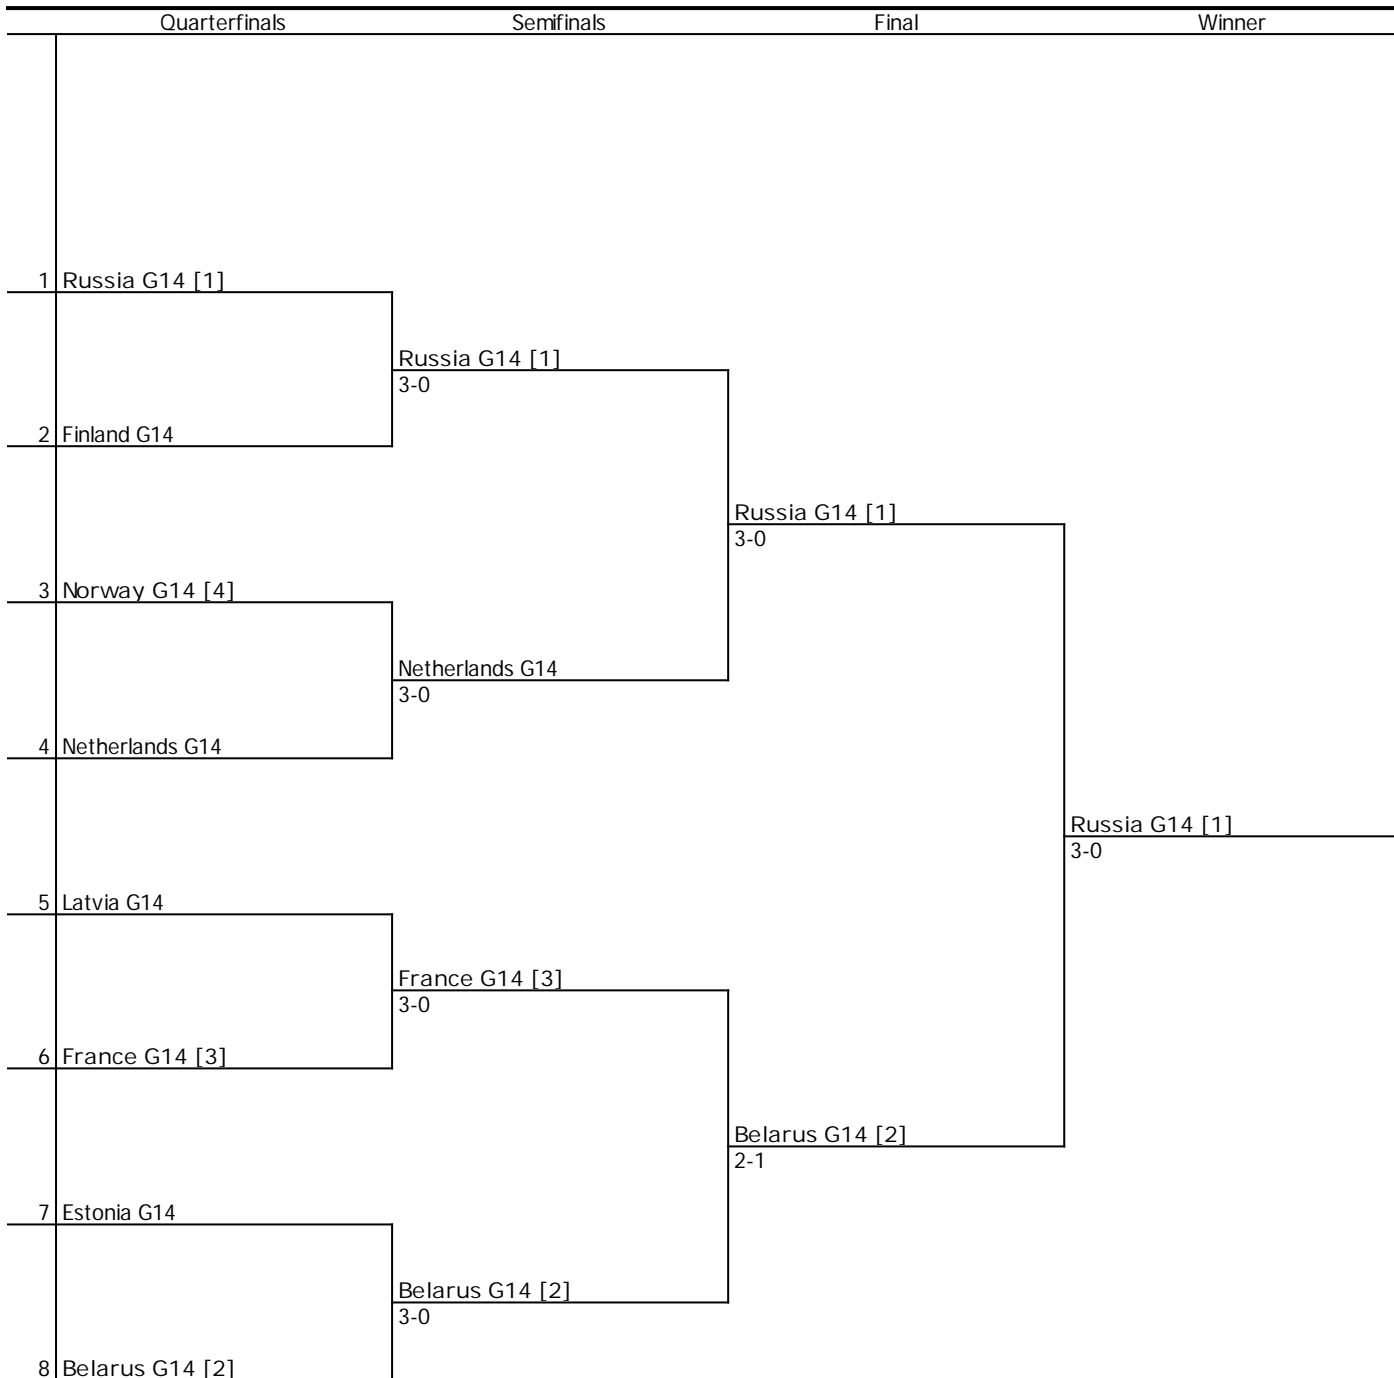 Quarterfinals Semifinals Final Winner
1 Russia G14 [1]
Russia G14 [1]
3-0
2 Finland G14
Russia G14 [1]
3-0
3 Norway G14 [4]
Netherlands G14
3-0
4 Netherlands G14
Russia G14 [1]
3-0
5 Latvia G14
France G14 [3]
3-0
6 France G14 [3]
Belarus G14 [2]
2-1
7 Estonia G14
Belarus G14 [2]
3-0
8 Belarus G14 [2]